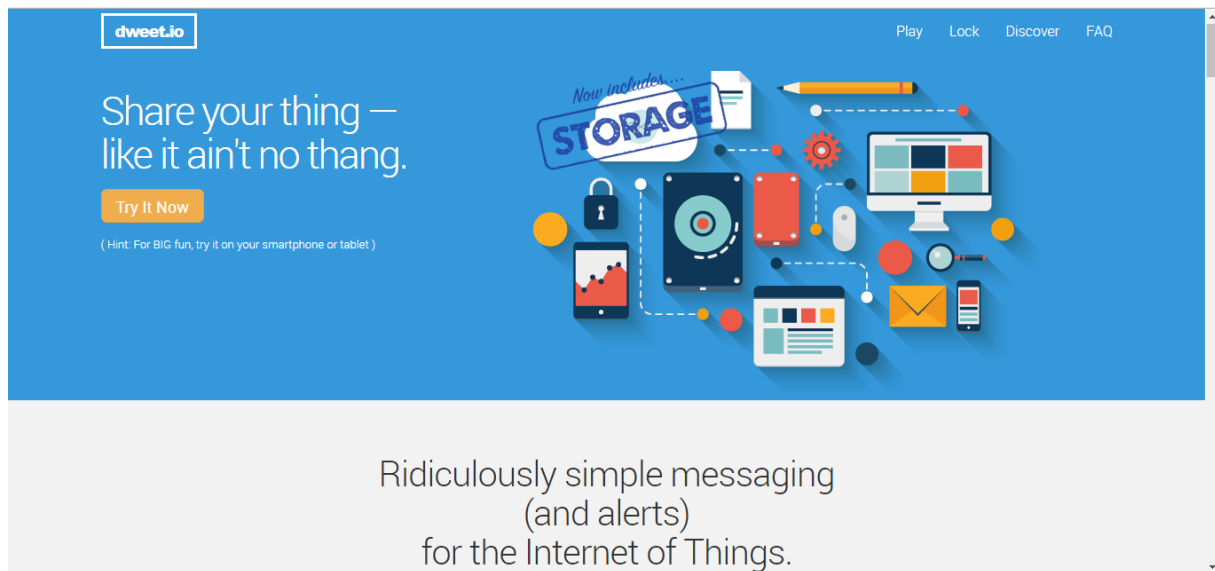 dweet.io
Play Lock Discover FAQ
Share your thing —
like it ain't no thang.
Try It Now
( Hint: For BIG fun, try it on your smartphone or tablet )
Now includes....
STORAGE
Ridiculously simple messaging
(and alerts)
for the Internet of Things.